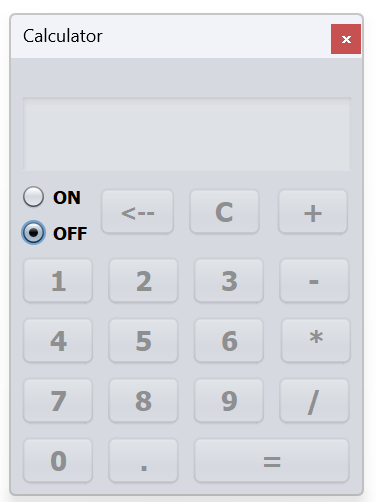 Calculator x
ON
OFF
<-- C +
1 2 3 -
4 5 6 *
7 8 9 /
0 . =